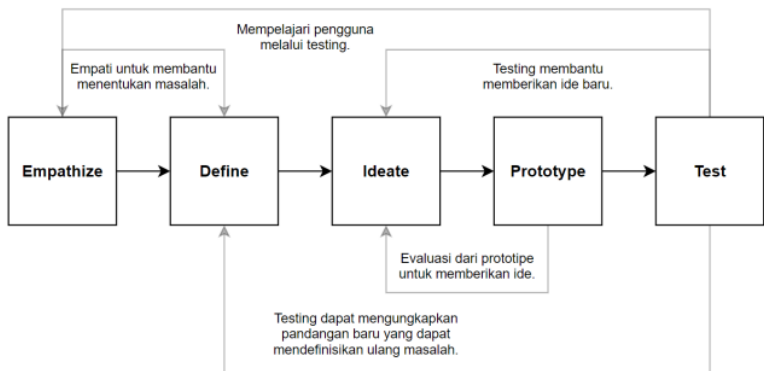 Mempelajari pengguna
melalui testing.
Empati untuk membantu
menentukan masalah.
Testing membantu
memberikan ide baru.
Empathize
Define
Ideate
Prototype
Test
Evaluasi dari prototipe
untuk memberikan ide.
Testing dapat mengungkapkan
pandangan baru yang dapat
mendefinisikan ulang masalah.